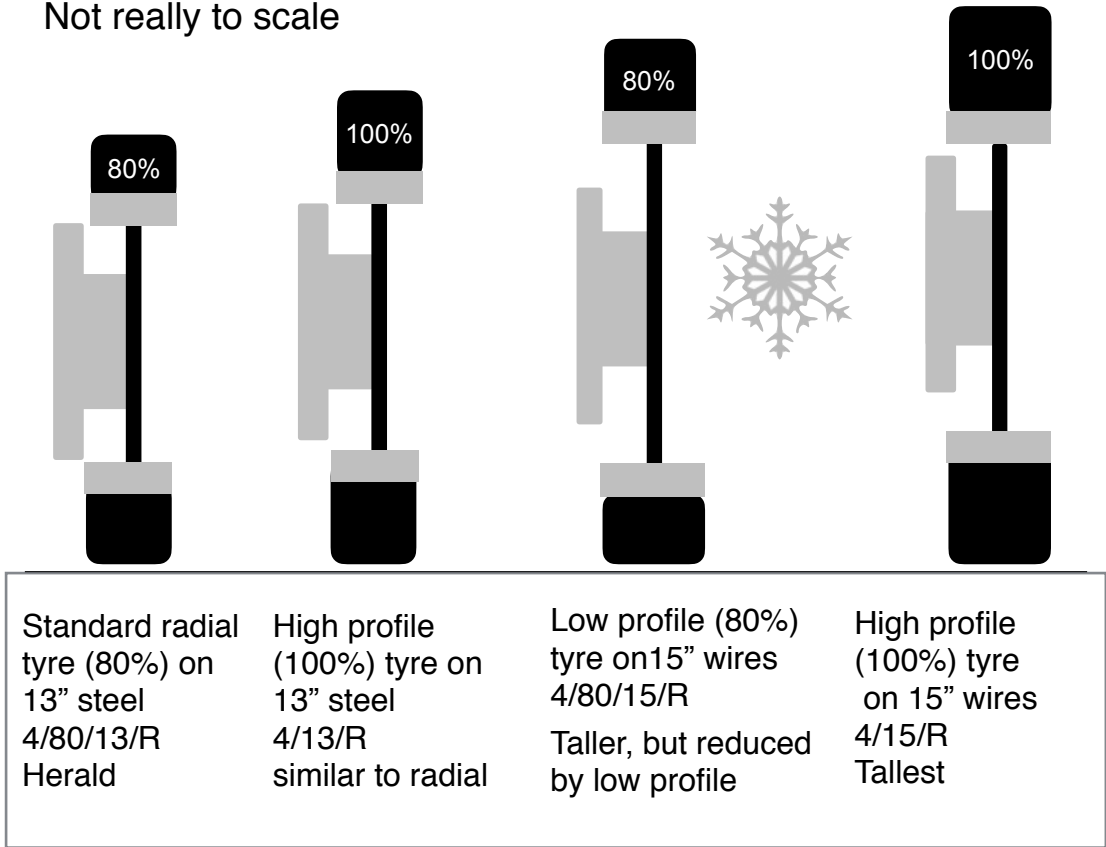 Not really to scale
80%
100%
80%
100%
Standard radial
tyre (80%) on
13” steel
4/80/13/R
Herald
High profile
(100%) tyre on
13” steel
4/13/R
similar to radial
Low profile (80%)
tyre on15” wires
4/80/15/R
Taller, but reduced
by low profile
High profile
(100%) tyre
on 15” wires
4/15/R
Tallest